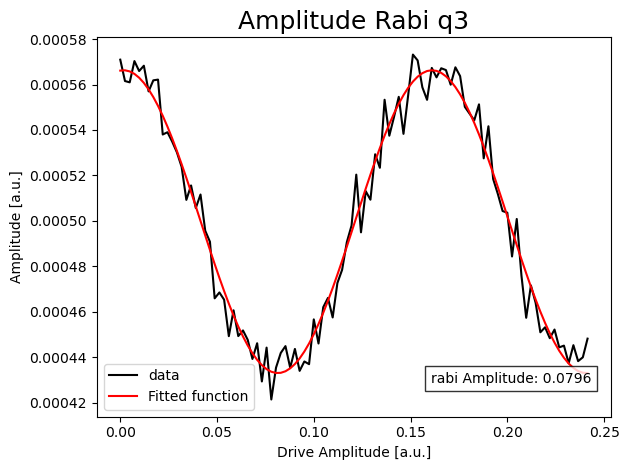 Amplitude Rabi q3
Amplitude [a.u.]
0.00058
0.00056
0.00054
0.00052
0.00050
0.00048
0.00046
0.00044
0.00042
data
Fitted function
rabi Amplitude: 0.0796
0.00 0.05 0.10 0.15 0.20 0.25
Drive Amplitude [a.u.]